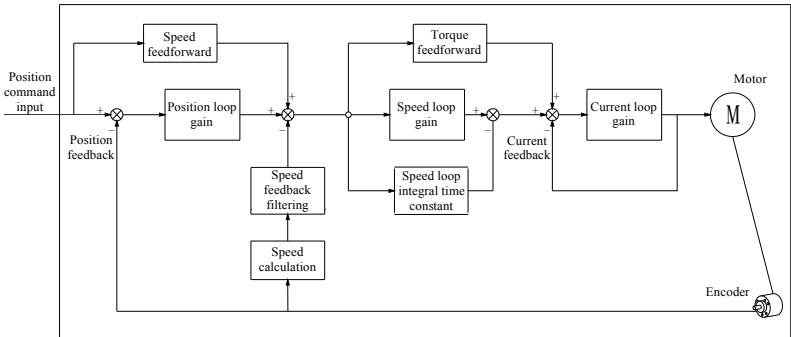 Speed
feedforward
Torque
feedforward
Position
command
input
Motor
+
+
+
Position loop
gain
+
−
Speed loop
gain
+
−
+
−
Current loop
gain
M
−
Position
feedback
Current
feedback
Speed
feedback
filtering
Speed loop
integral time
constant
Speed
calculation
Encoder